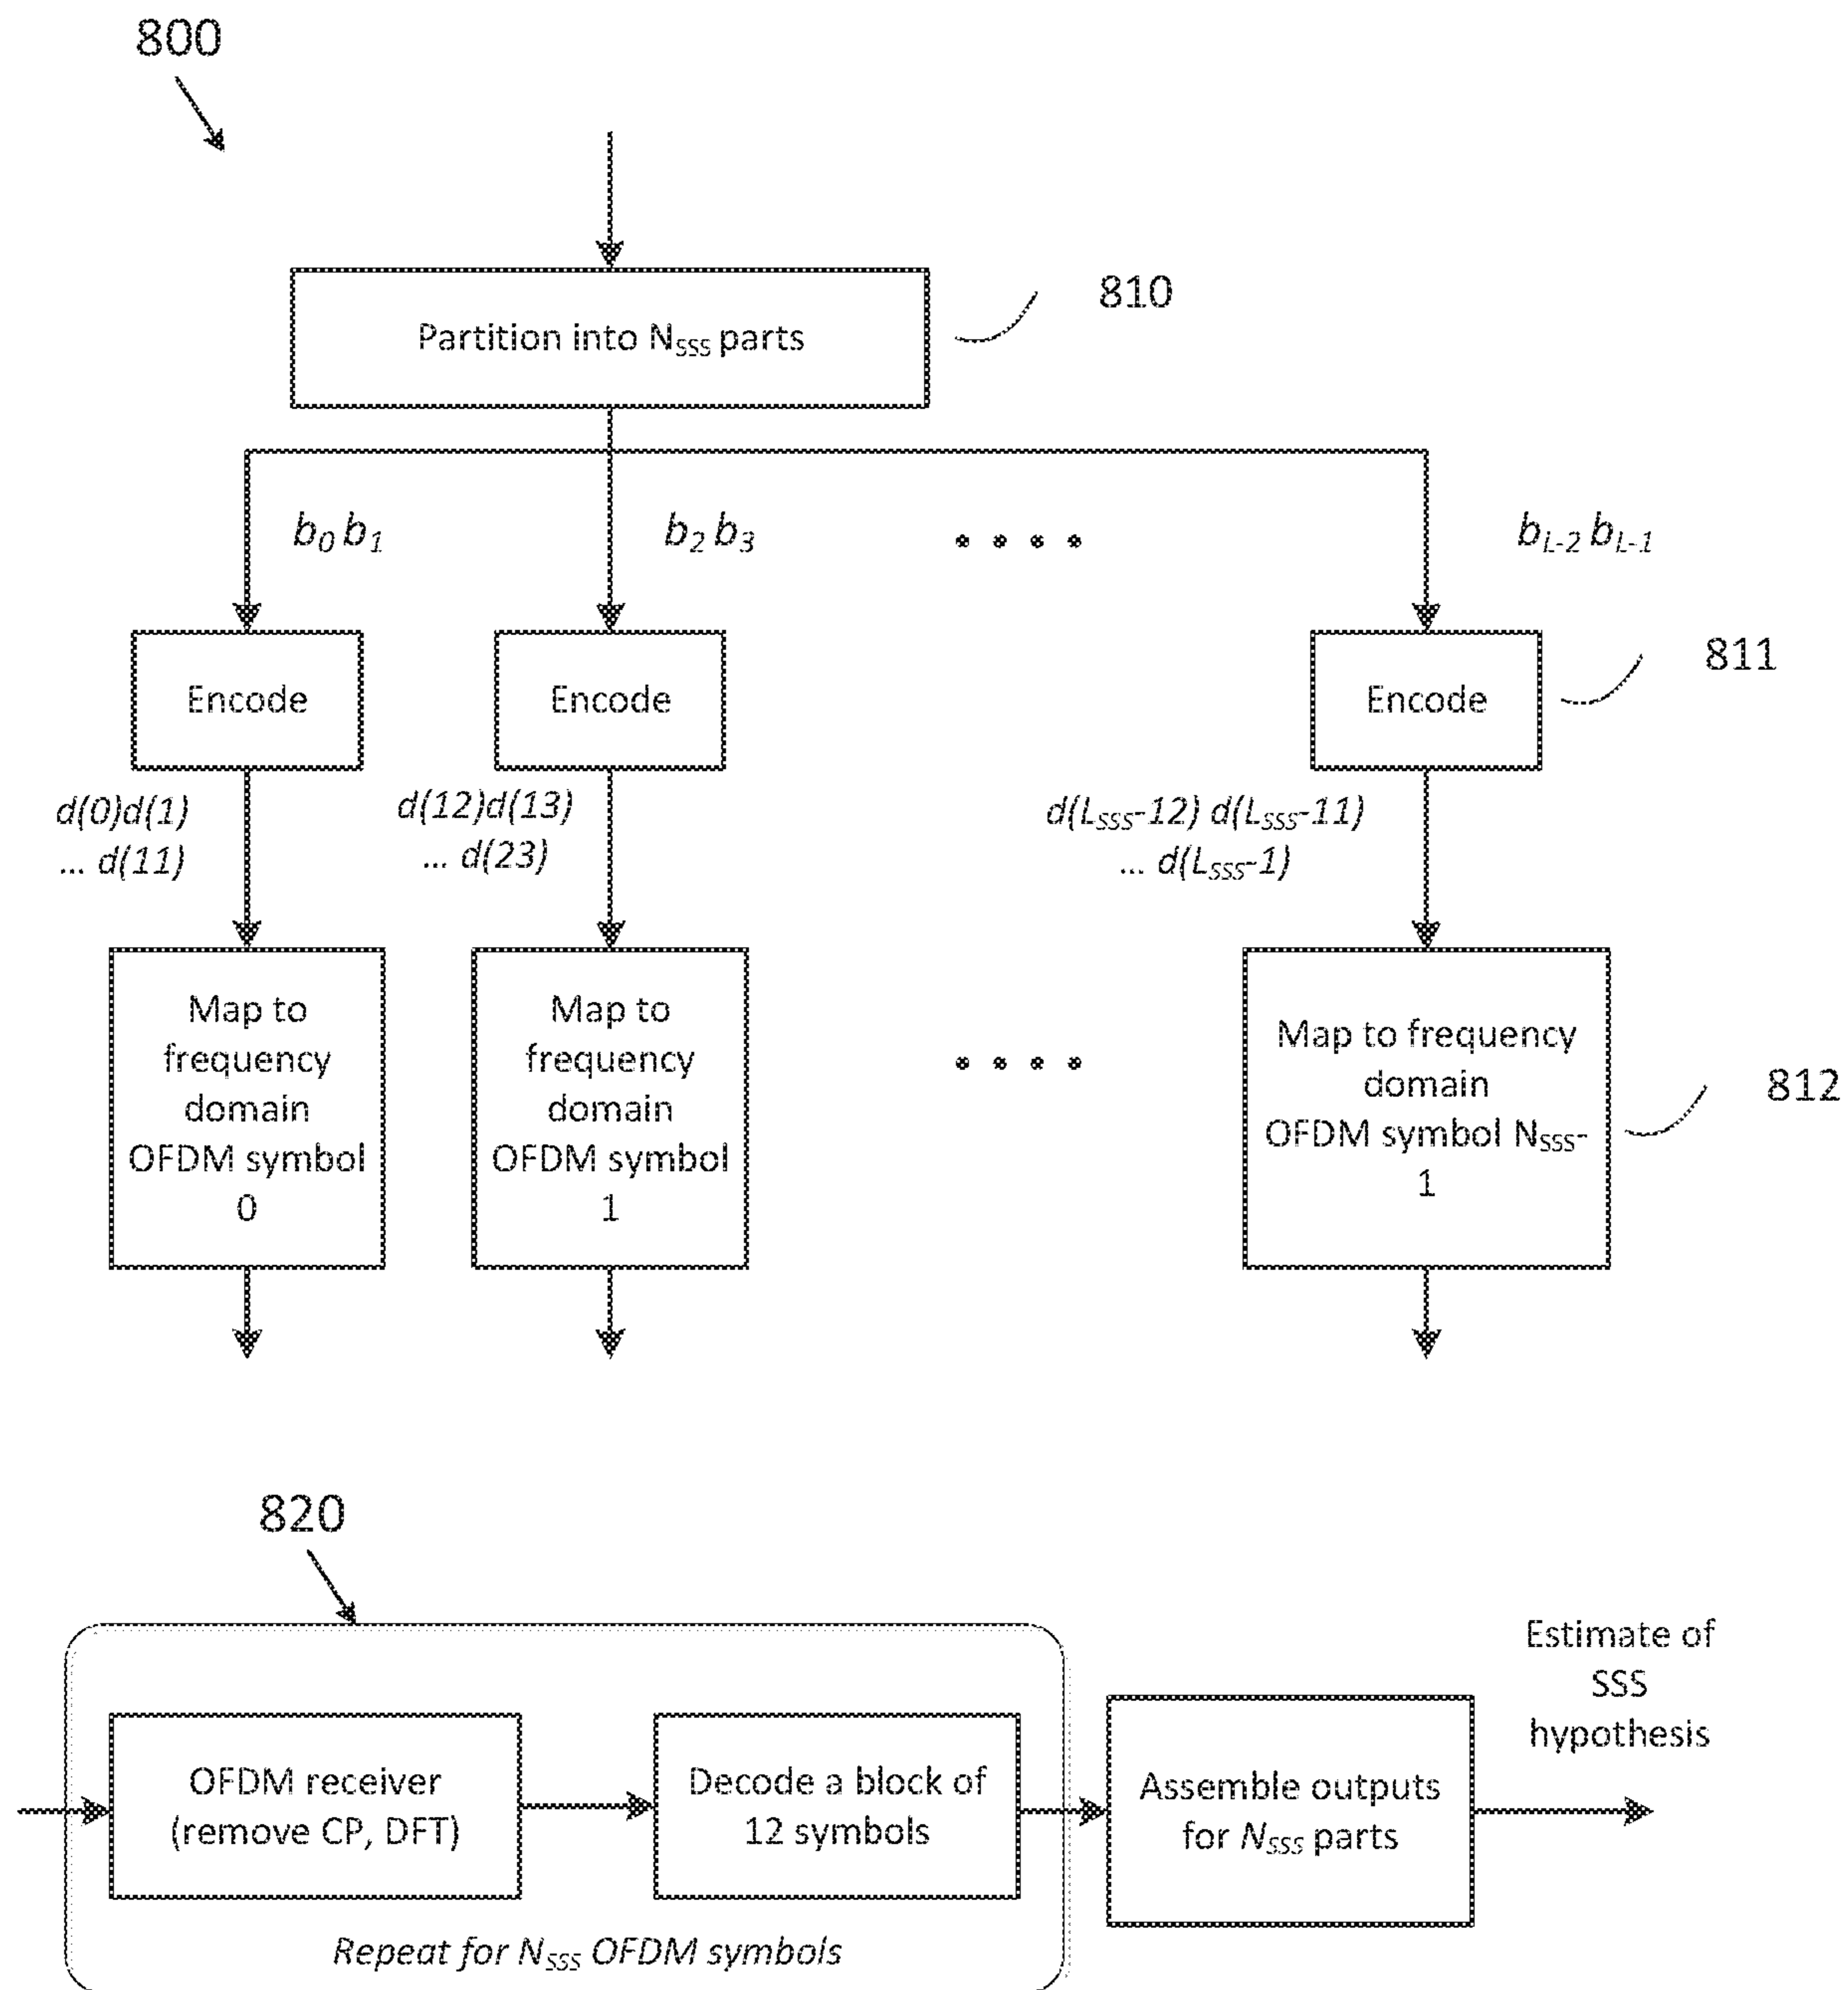 800
Partition into N_SSS parts
810
b_0 b_1
b_2 b_3
b_L-2 b_L-1
Encode
Encode
Encode
811
d(0)d(1)
... d(11)
d(12)d(13)
... d(23)
d(L_SSS-12) d(L_SSS-11)
... d(L_SSS-1)
Map to
frequency
domain
OFDM symbol
0
Map to
frequency
domain
OFDM symbol
1
Map to frequency
domain
OFDM symbol N_SSS-
1
812
820
OFDM receiver
(remove CP, DFT)
Decode a block of
12 symbols
Repeat for N_SSS OFDM symbols
Assemble outputs
for N_SSS parts
Estimate of
SSS
hypothesis